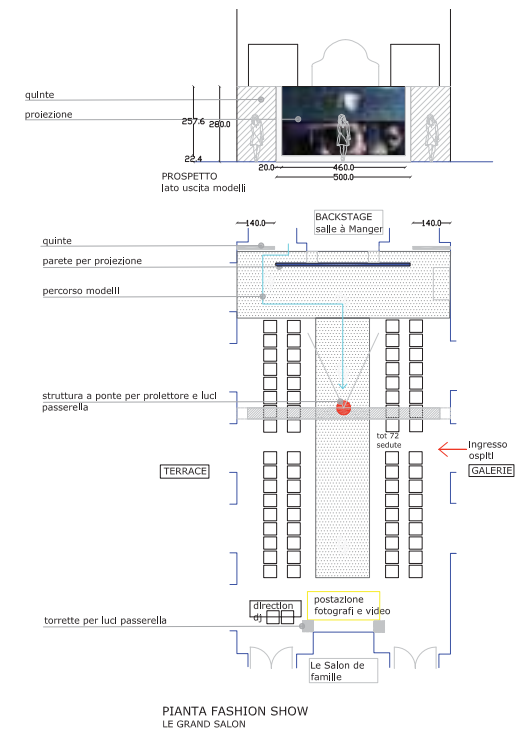 quinte
proiezione
257.6
280.0
22.4
20.0
460.0
500.0
PROSPETTO
lato uscita modelli
140.0
BACKSTAGE
salle à Manger
140.0
quinte
parete per proiezione
percorso modelli
struttura a ponte per proiettore e luci
passerella
tot 72
sedute
Ingresso
ospiti
TERRACE
GALERIE
direction
dj
postazione
fotografi e video
torrette per luci passerella
Le Salon de
famille
PIANTA FASHION SHOW
LE GRAND SALON